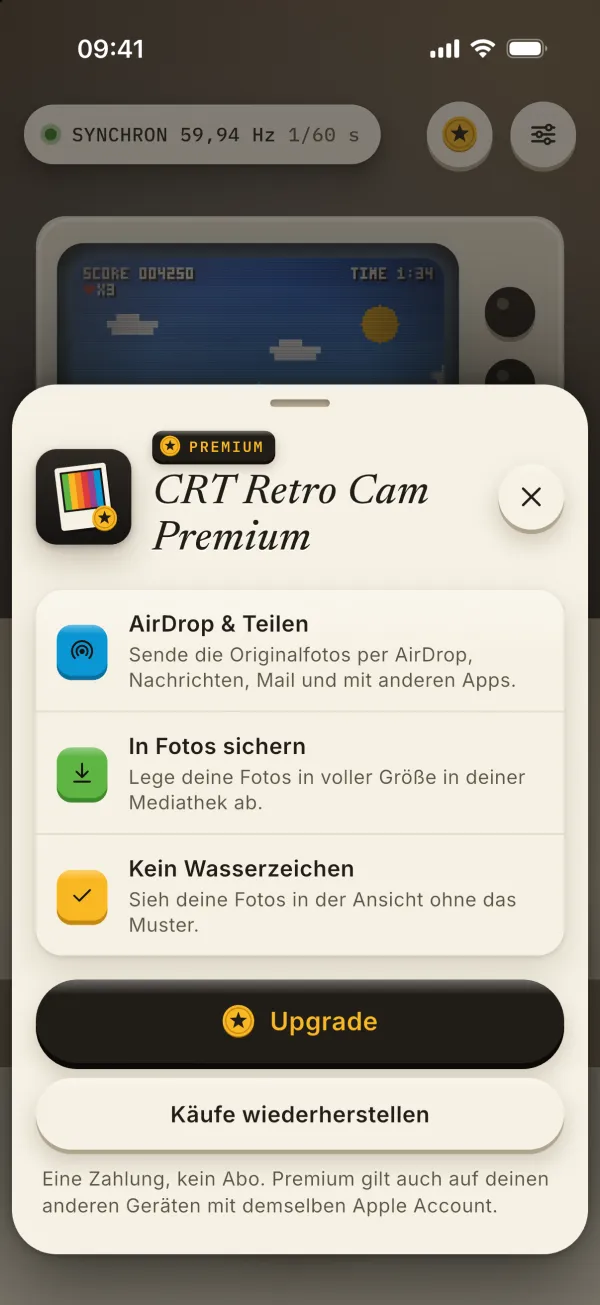 09:41
SYNCHRON 59,94 Hz 1/60 s
SCORE 004250
TIME 1:34
X3
PREMIUM
CRT Retro Cam
Premium
AirDrop & Teilen
Sende die Originalfotos per AirDrop,
Nachrichten, Mail und mit anderen Apps.
In Fotos sichern
Lege deine Fotos in voller Größe in deiner
Mediathek ab.
Kein Wasserzeichen
Sieh deine Fotos in der Ansicht ohne das
Muster.
Upgrade
Käufe wiederherstellen
Eine Zahlung, kein Abo. Premium gilt auch auf deinen
anderen Geräten mit demselben Apple Account.